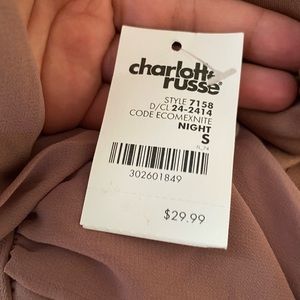 charlotte
russe
STYLE 7158
D/CL 24-2414
CODE ECOMEXNITE
NIGHT
S
302601849
$29.99